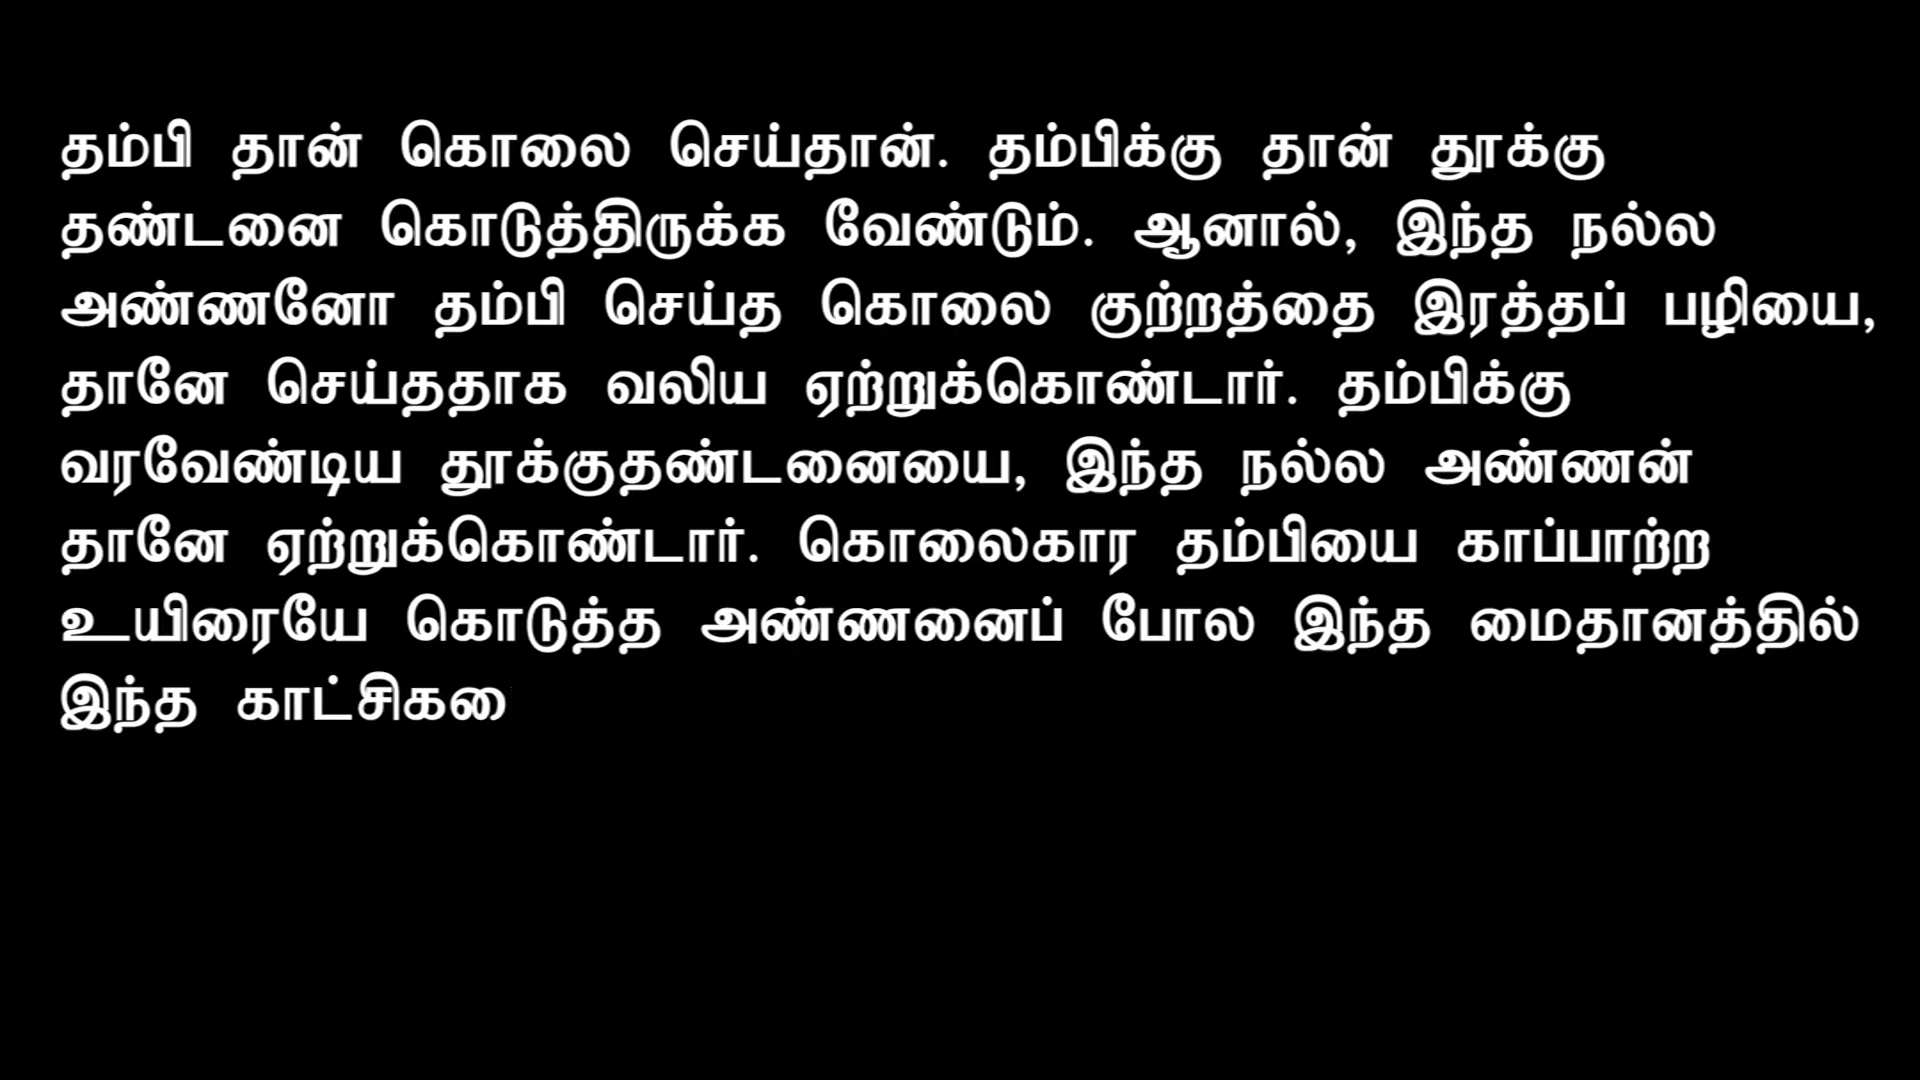 தம்பி தான் கொலை செய்தான். தம்பிக்கு தான் தூக்கு
தண்டனை கொடுத்திருக்க வேண்டும். ஆனால், இந்த நல்ல
அண்ணனோ தம்பி செய்த கொலை குற்றத்தை இரத்தப் பழியை,
தானே செய்ததாக வலிய ஏற்றுக்கொண்டார். தம்பிக்கு
வரவேண்டிய தூக்குதண்டனையை, இந்த நல்ல அண்ணன்
தானே ஏற்றுக்கொண்டார். கொலைகார தம்பியை காப்பாற்ற
உயிரையே கொடுத்த அண்ணனைப் போல இந்த மைதானத்தில்
இந்த காட்சிகை